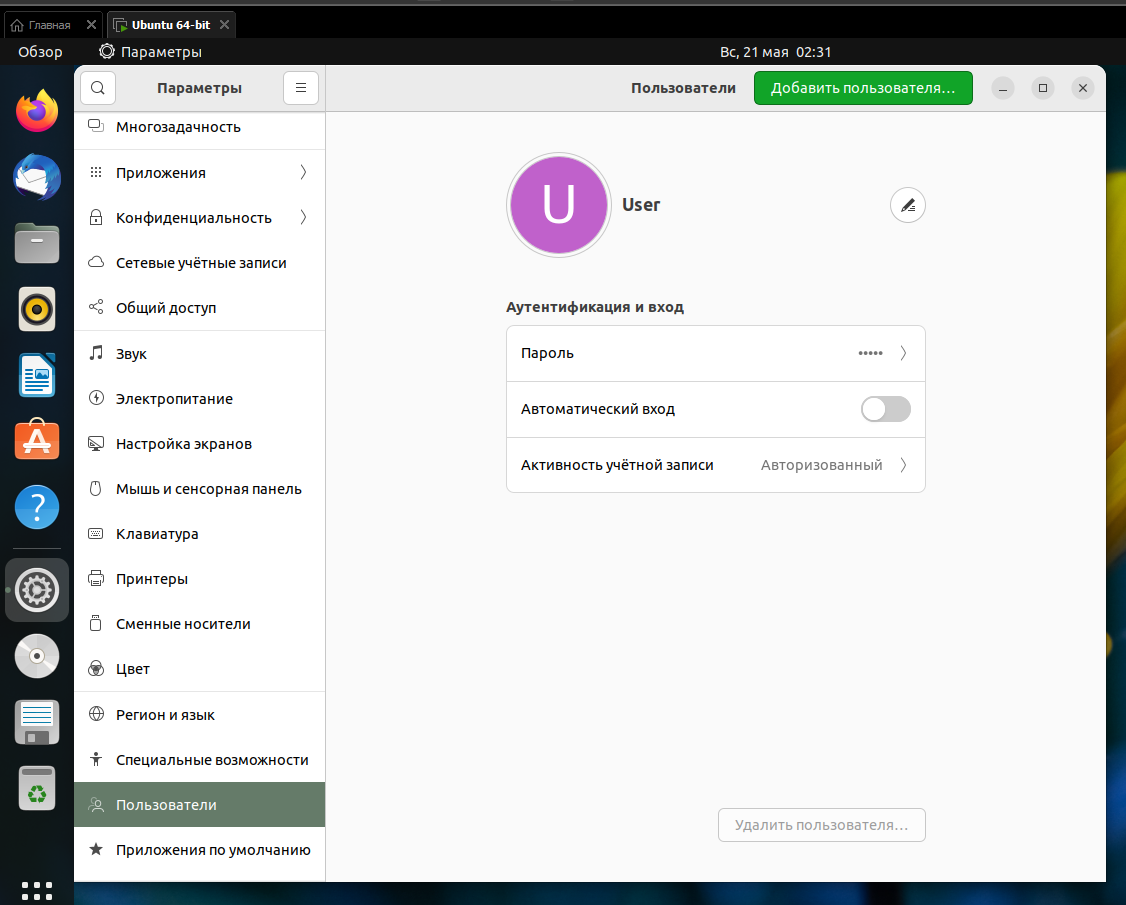 Главная
Ubuntu 64-bit
Обзор
Параметры
Вс, 21 мая 02:31
Параметры
Пользователи
Добавить пользователя…
Многозадачность
Приложения
Конфиденциальность
Сетевые учётные записи
Общий доступ
Звук
Электропитание
Настройка экранов
Мышь и сенсорная панель
Клавиатура
Принтеры
Сменные носители
Цвет
Регион и язык
Специальные возможности
Пользователи
Приложения по умолчанию
U
User
Аутентификация и вход
Пароль •••••
Автоматический вход
Активность учётной записи Авторизованный
Удалить пользователя…